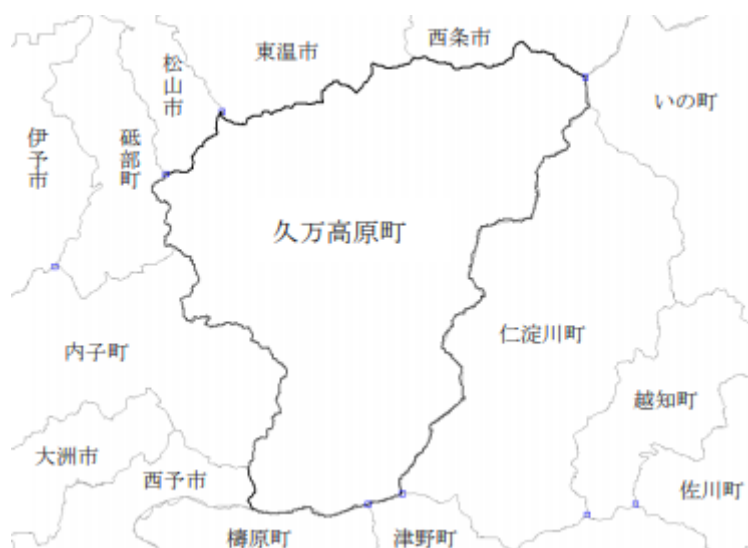 東温市
西条市
松山市
いの町
伊予市
砥部町
久万高原町
内子町
仁淀川町
越知町
大洲市
西予市
佐川町
檮原町
津野町